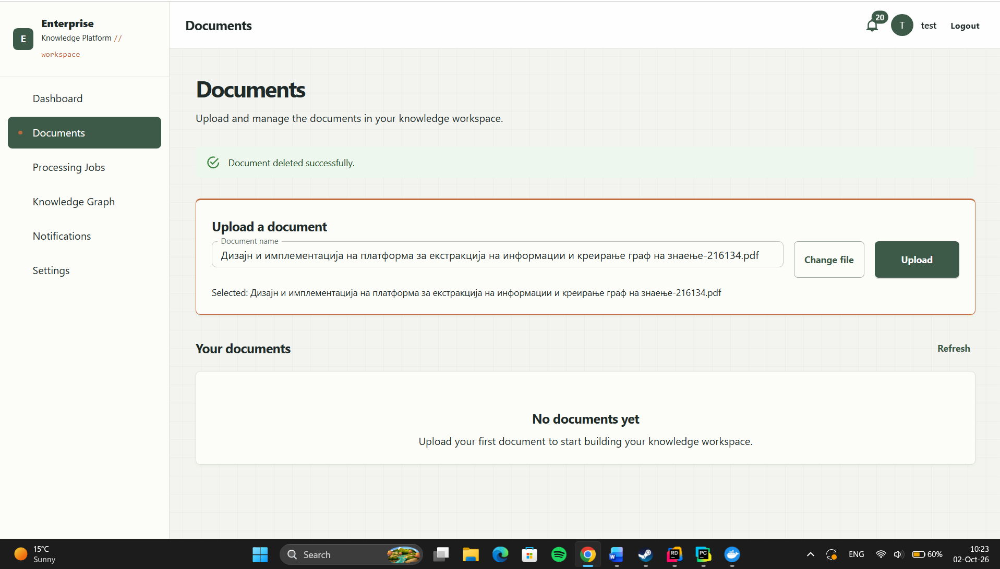 Enterprise
Knowledge Platform //
workspace
E
Documents
20
T
test
Logout
Dashboard
Documents
Processing Jobs
Knowledge Graph
Notifications
Settings
Documents
Upload and manage the documents in your knowledge workspace.
Document deleted successfully.
Upload a document
Document name
Дизајн и имплементација на платформа за екстракција на информации и креирање граф на знаење-216134.pdf
Change file
Upload
Selected: Дизајн и имплементација на платформа за екстракција на информации и креирање граф на знаење-216134.pdf
Your documents
Refresh
No documents yet
Upload your first document to start building your knowledge workspace.
15°C
Sunny
Search
W
RD
PC
ENG
60%
10:23
02-Oct-26